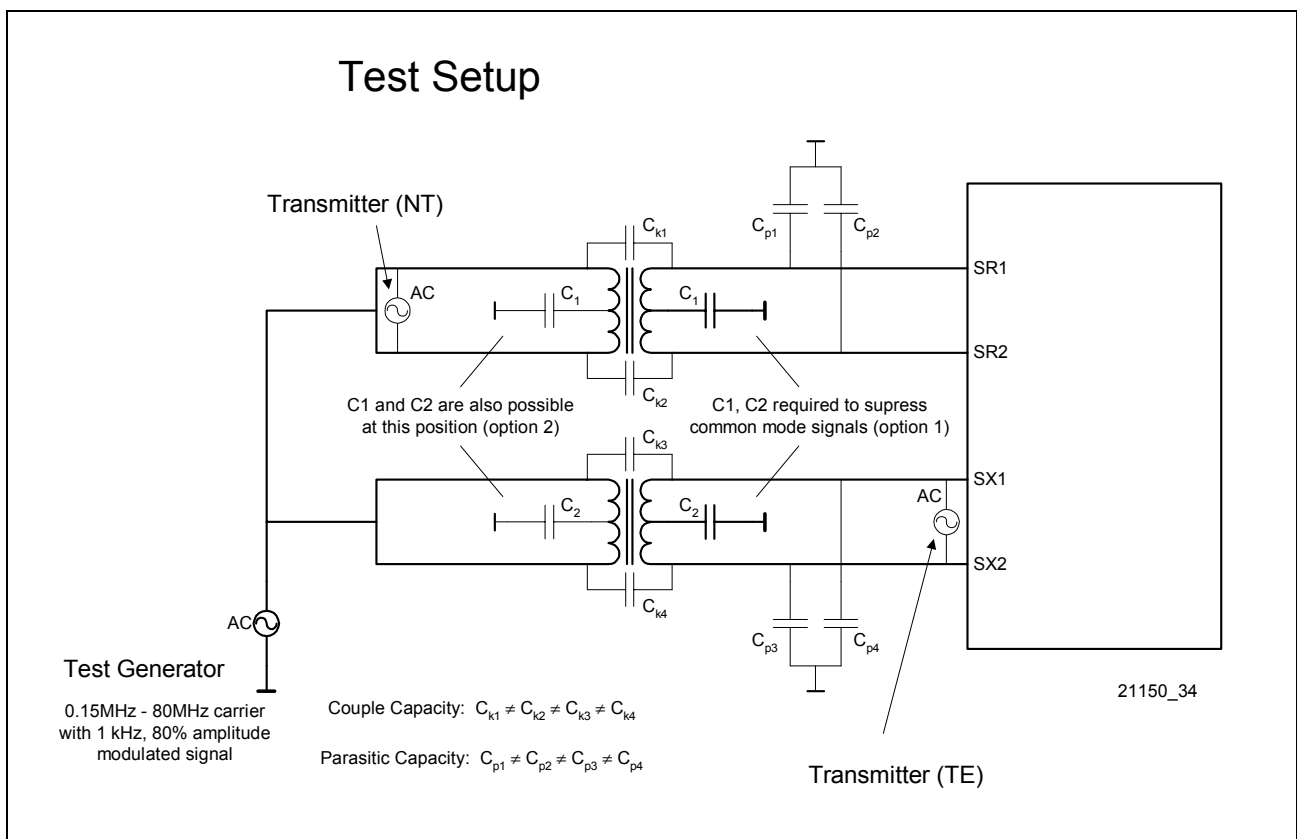 Test Setup
Transmitter (NT)
AC
Ck1
Cp1
Cp2
SR1
C1
C1
SR2
Ck2
C1 and C2 are also possible
at this position (option 2)
C1, C2 required to supress
common mode signals (option 1)
Ck3
SX1
AC
C2
C2
SX2
Ck4
AC
Cp3
Cp4
Test Generator
0.15MHz - 80MHz carrier
with 1 kHz, 80% amplitude
modulated signal
Couple Capacity: Ck1 ≠ Ck2 ≠ Ck3 ≠ Ck4
Parasitic Capacity: Cp1 ≠ Cp2 ≠ Cp3 ≠ Cp4
21150_34
Transmitter (TE)